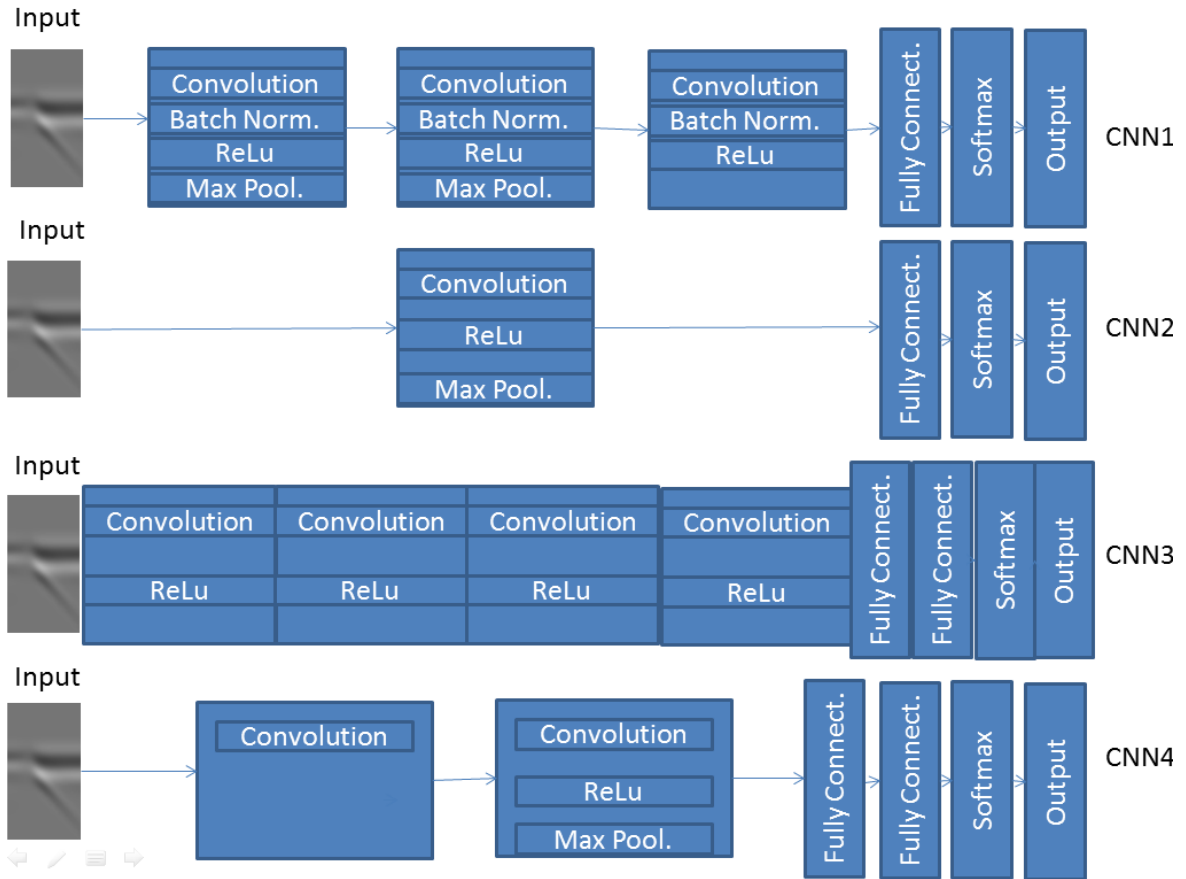 Input
Convolution
Batch Norm.
ReLu
Max Pool.
Convolution
Batch Norm.
ReLu
Max Pool.
Convolution
Batch Norm.
ReLu
Fully Connect.
Softmax
Output
CNN1
Input
Convolution
ReLu
Max Pool.
Fully Connect.
Softmax
Output
CNN2
Input
Convolution
ReLu
Convolution
ReLu
Convolution
ReLu
Convolution
ReLu
Fully Connect.
Fully Connect.
Softmax
Output
CNN3
Input
Convolution
Convolution
ReLu
Max Pool.
Fully Connect.
Fully Connect.
Softmax
Output
CNN4